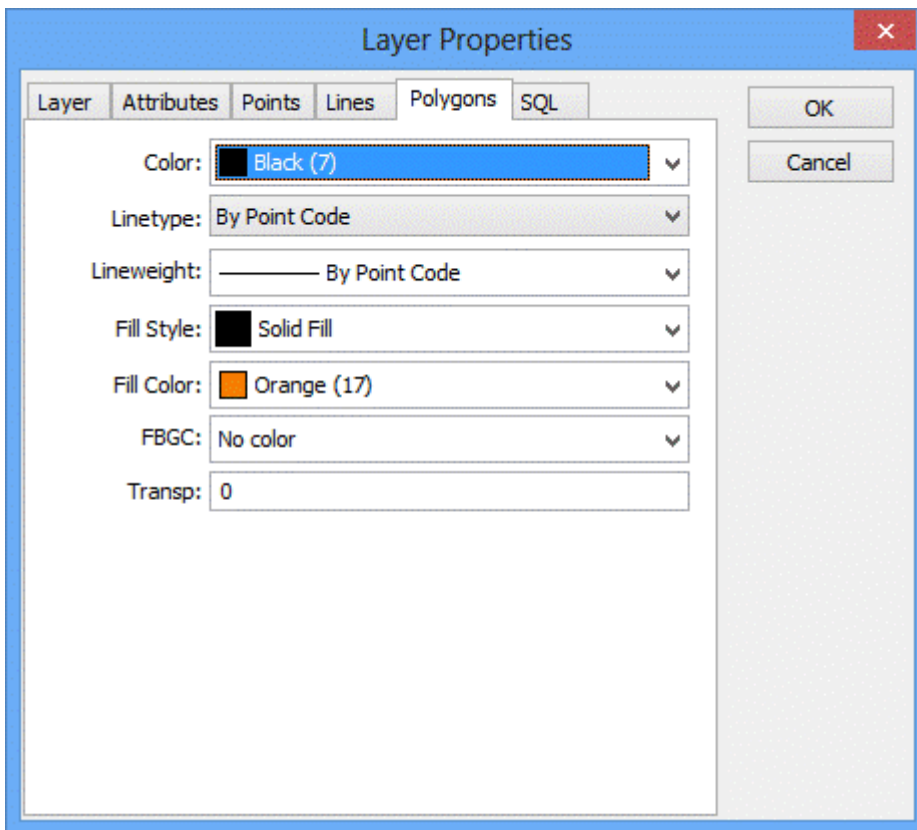 Layer Properties
Layer Attributes Points Lines Polygons SQL
OK
Cancel
Color: Black (7)
Linetype: By Point Code
Lineweight: By Point Code
Fill Style: Solid Fill
Fill Color: Orange (17)
FBGC: No color
Transp: 0